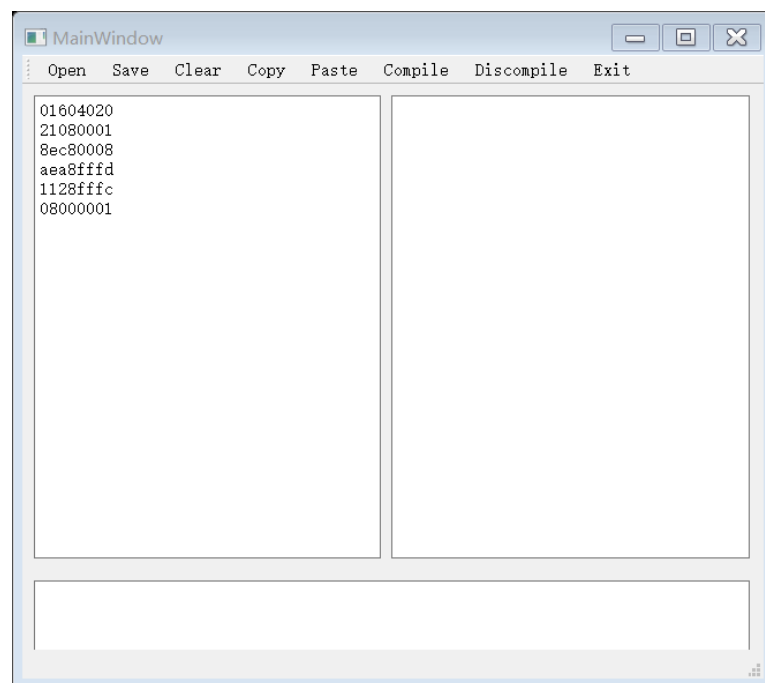 MainWindow
Open Save Clear Copy Paste Compile Discompile Exit
01604020
21080001
8ec80008
aea8fffd
1128fffc
08000001